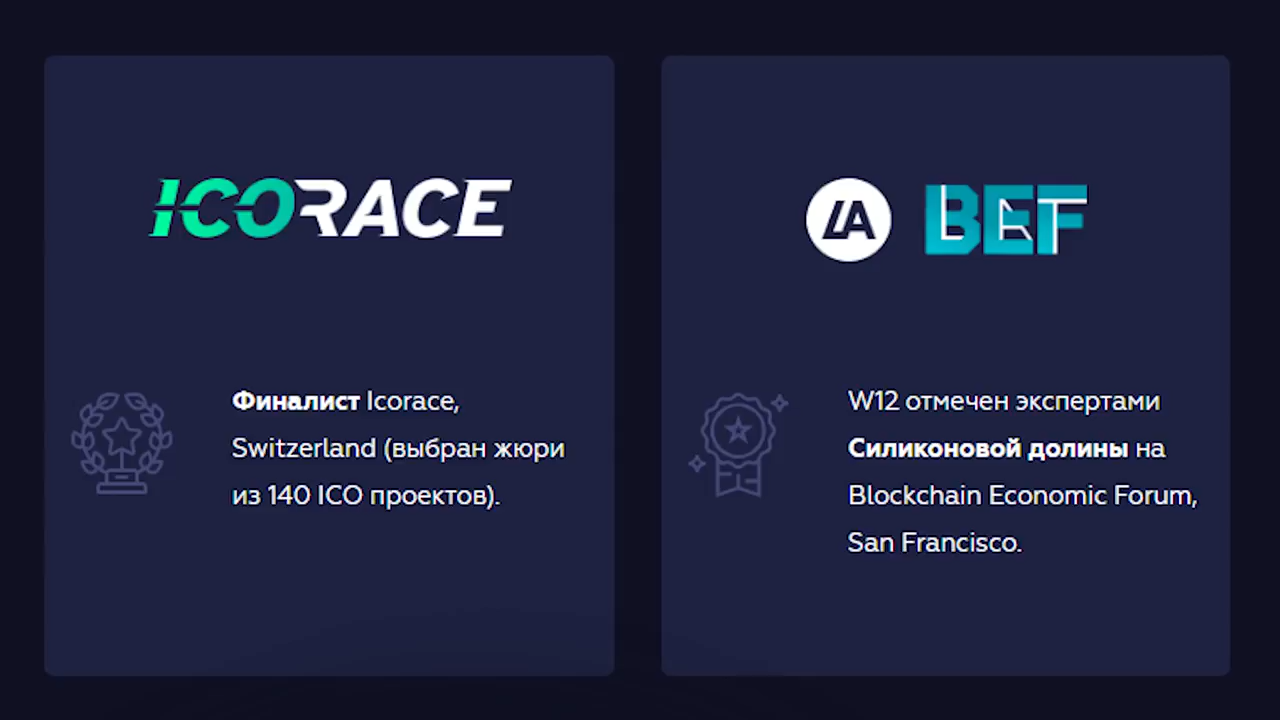 ICORACE
LA BEF
Финалист Icorace,
Switzerland (выбран жюри
из 140 ICO проектов).
W12 отмечен экспертами
Силиконовой долины на
Blockchain Economic Forum,
San Francisco.